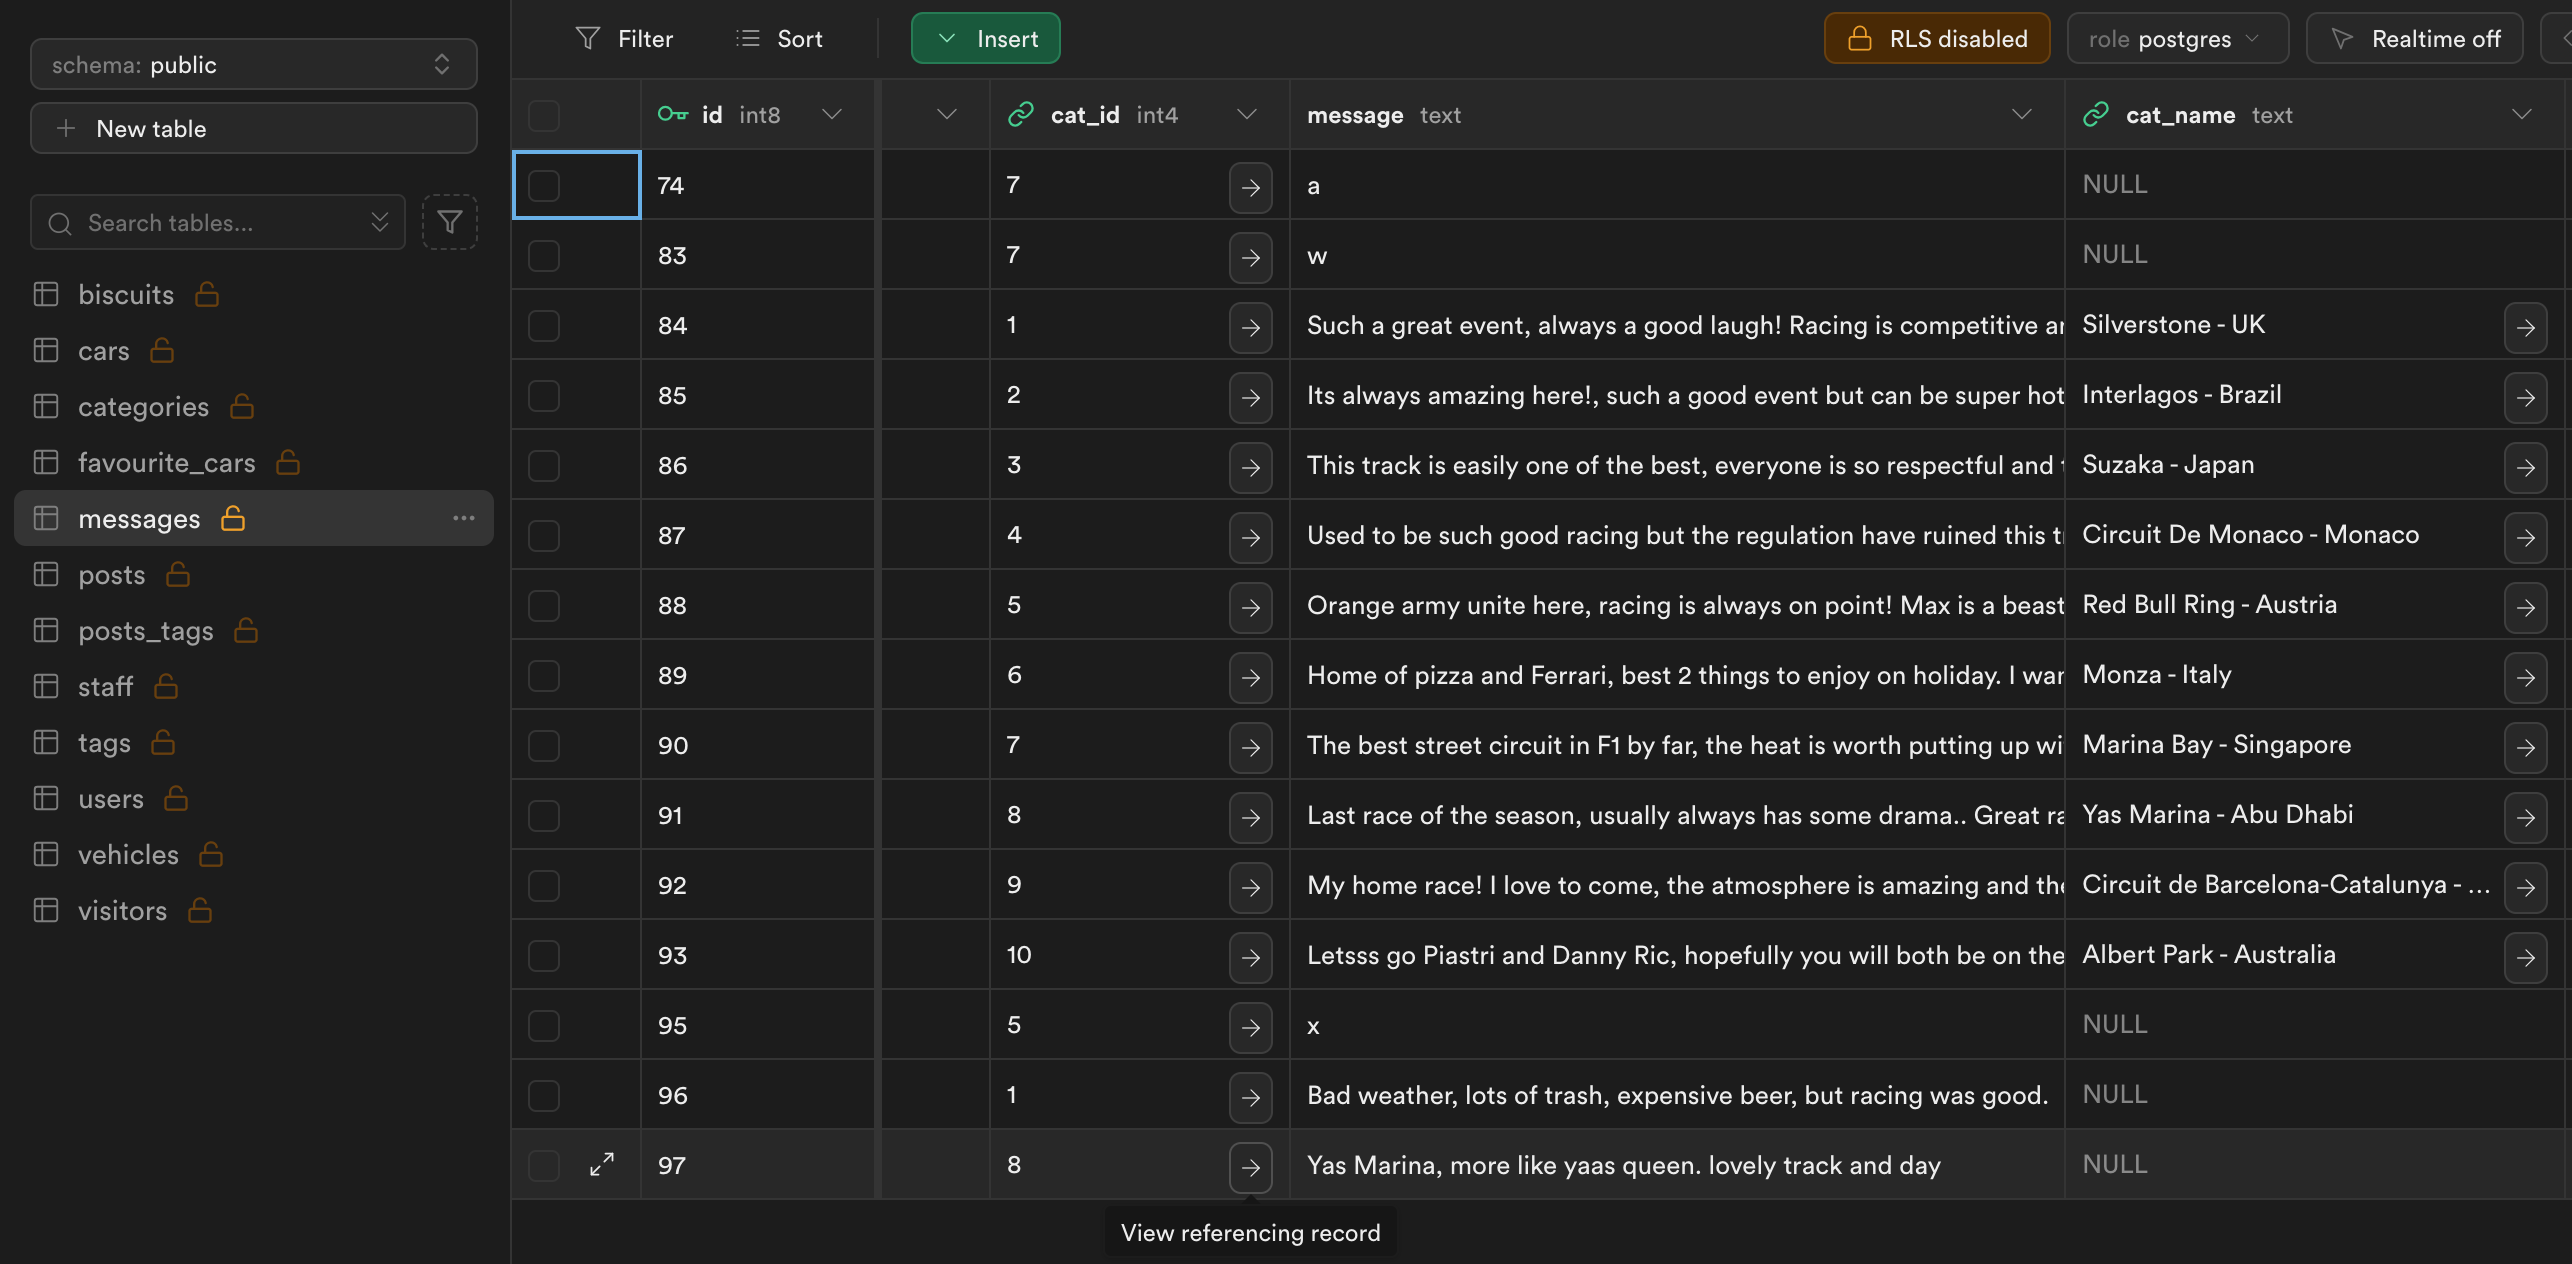 schema: public
New table
Search tables...
biscuits
cars
categories
favourite_cars
messages
posts
posts_tags
staff
tags
users
vehicles
visitors
Filter Sort Insert RLS disabled role postgres Realtime off
id int8 cat_id int4 message text cat_name text
74 7 a NULL
83 7 w NULL
84 1 Such a great event, always a good laugh! Racing is competitive Silverstone - UK
85 2 Its always amazing here!, such a good event but can be super hot Interlagos - Brazil
86 3 This track is easily one of the best, everyone is so respectful and Suzaka - Japan
87 4 Used to be such good racing but the regulation have ruined this Circuit De Monaco - Monaco
88 5 Orange army unite here, racing is always on point! Max is a beast Red Bull Ring - Austria
89 6 Home of pizza and Ferrari, best 2 things to enjoy on holiday. I Monza - Italy
90 7 The best street circuit in F1 by far, the heat is worth putting up Marina Bay - Singapore
91 8 Last race of the season, usually always has some drama.. Great Yas Marina - Abu Dhabi
92 9 My home race! I love to come, the atmosphere is amazing and Circuit de Barcelona-Catalunya - ...
93 10 Letsss go Piastri and Danny Ric, hopefully you will both be on the Albert Park - Australia
95 5 x NULL
96 1 Bad weather, lots of trash, expensive beer, but racing was good. NULL
97 8 Yas Marina, more like yaas queen. lovely track and day NULL
View referencing record